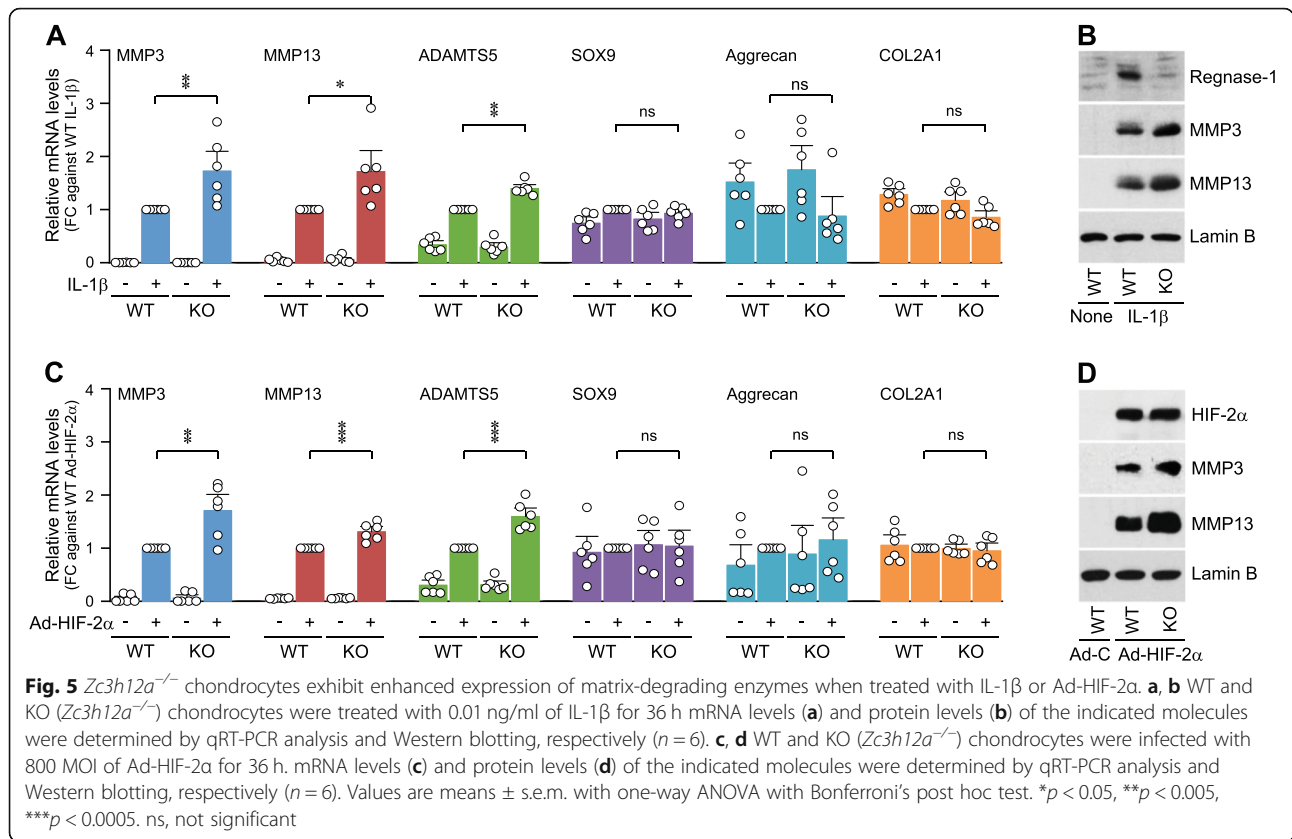 A
B
4
3
2
1
0
Relative mRNA levels
(FC against WT IL-1β)
MMP3
MMP13
ADAMTS5
SOX9
Aggrecan
COL2A1
**
*
**
ns
ns
ns
IL-1β
- + - + - + - + - + - + - + - + - + - + - + - +
WT KO WT KO WT KO WT KO WT KO WT KO
Regnase-1
MMP3
MMP13
Lamin B
WT WT KO
None IL-1β
C
D
4
3
2
1
0
Relative mRNA levels
(FC against WT Ad-HIF-2α)
MMP3
MMP13
ADAMTS5
SOX9
Aggrecan
COL2A1
**
***
***
ns
ns
ns
Ad-HIF-2α
- + - + - + - + - + - + - + - + - + - + - + - +
WT KO WT KO WT KO WT KO WT KO WT KO
HIF-2α
MMP3
MMP13
Lamin B
WT WT KO
Ad-C Ad-HIF-2α
Fig. 5 Zc3h12a−/− chondrocytes exhibit enhanced expression of matrix-degrading enzymes when treated with IL-1β or Ad-HIF-2α. a, b WT and
KO (Zc3h12a−/−) chondrocytes were treated with 0.01 ng/ml of IL-1β for 36 h mRNA levels (a) and protein levels (b) of the indicated molecules
were determined by qRT-PCR analysis and Western blotting, respectively (n = 6). c, d WT and KO (Zc3h12a−/−) chondrocytes were infected with
800 MOI of Ad-HIF-2α for 36 h. mRNA levels (c) and protein levels (d) of the indicated molecules were determined by qRT-PCR analysis and
Western blotting, respectively (n = 6). Values are means ± s.e.m. with one-way ANOVA with Bonferroni's post hoc test. *p < 0.05, **p < 0.005,
***p < 0.0005. ns, not significant